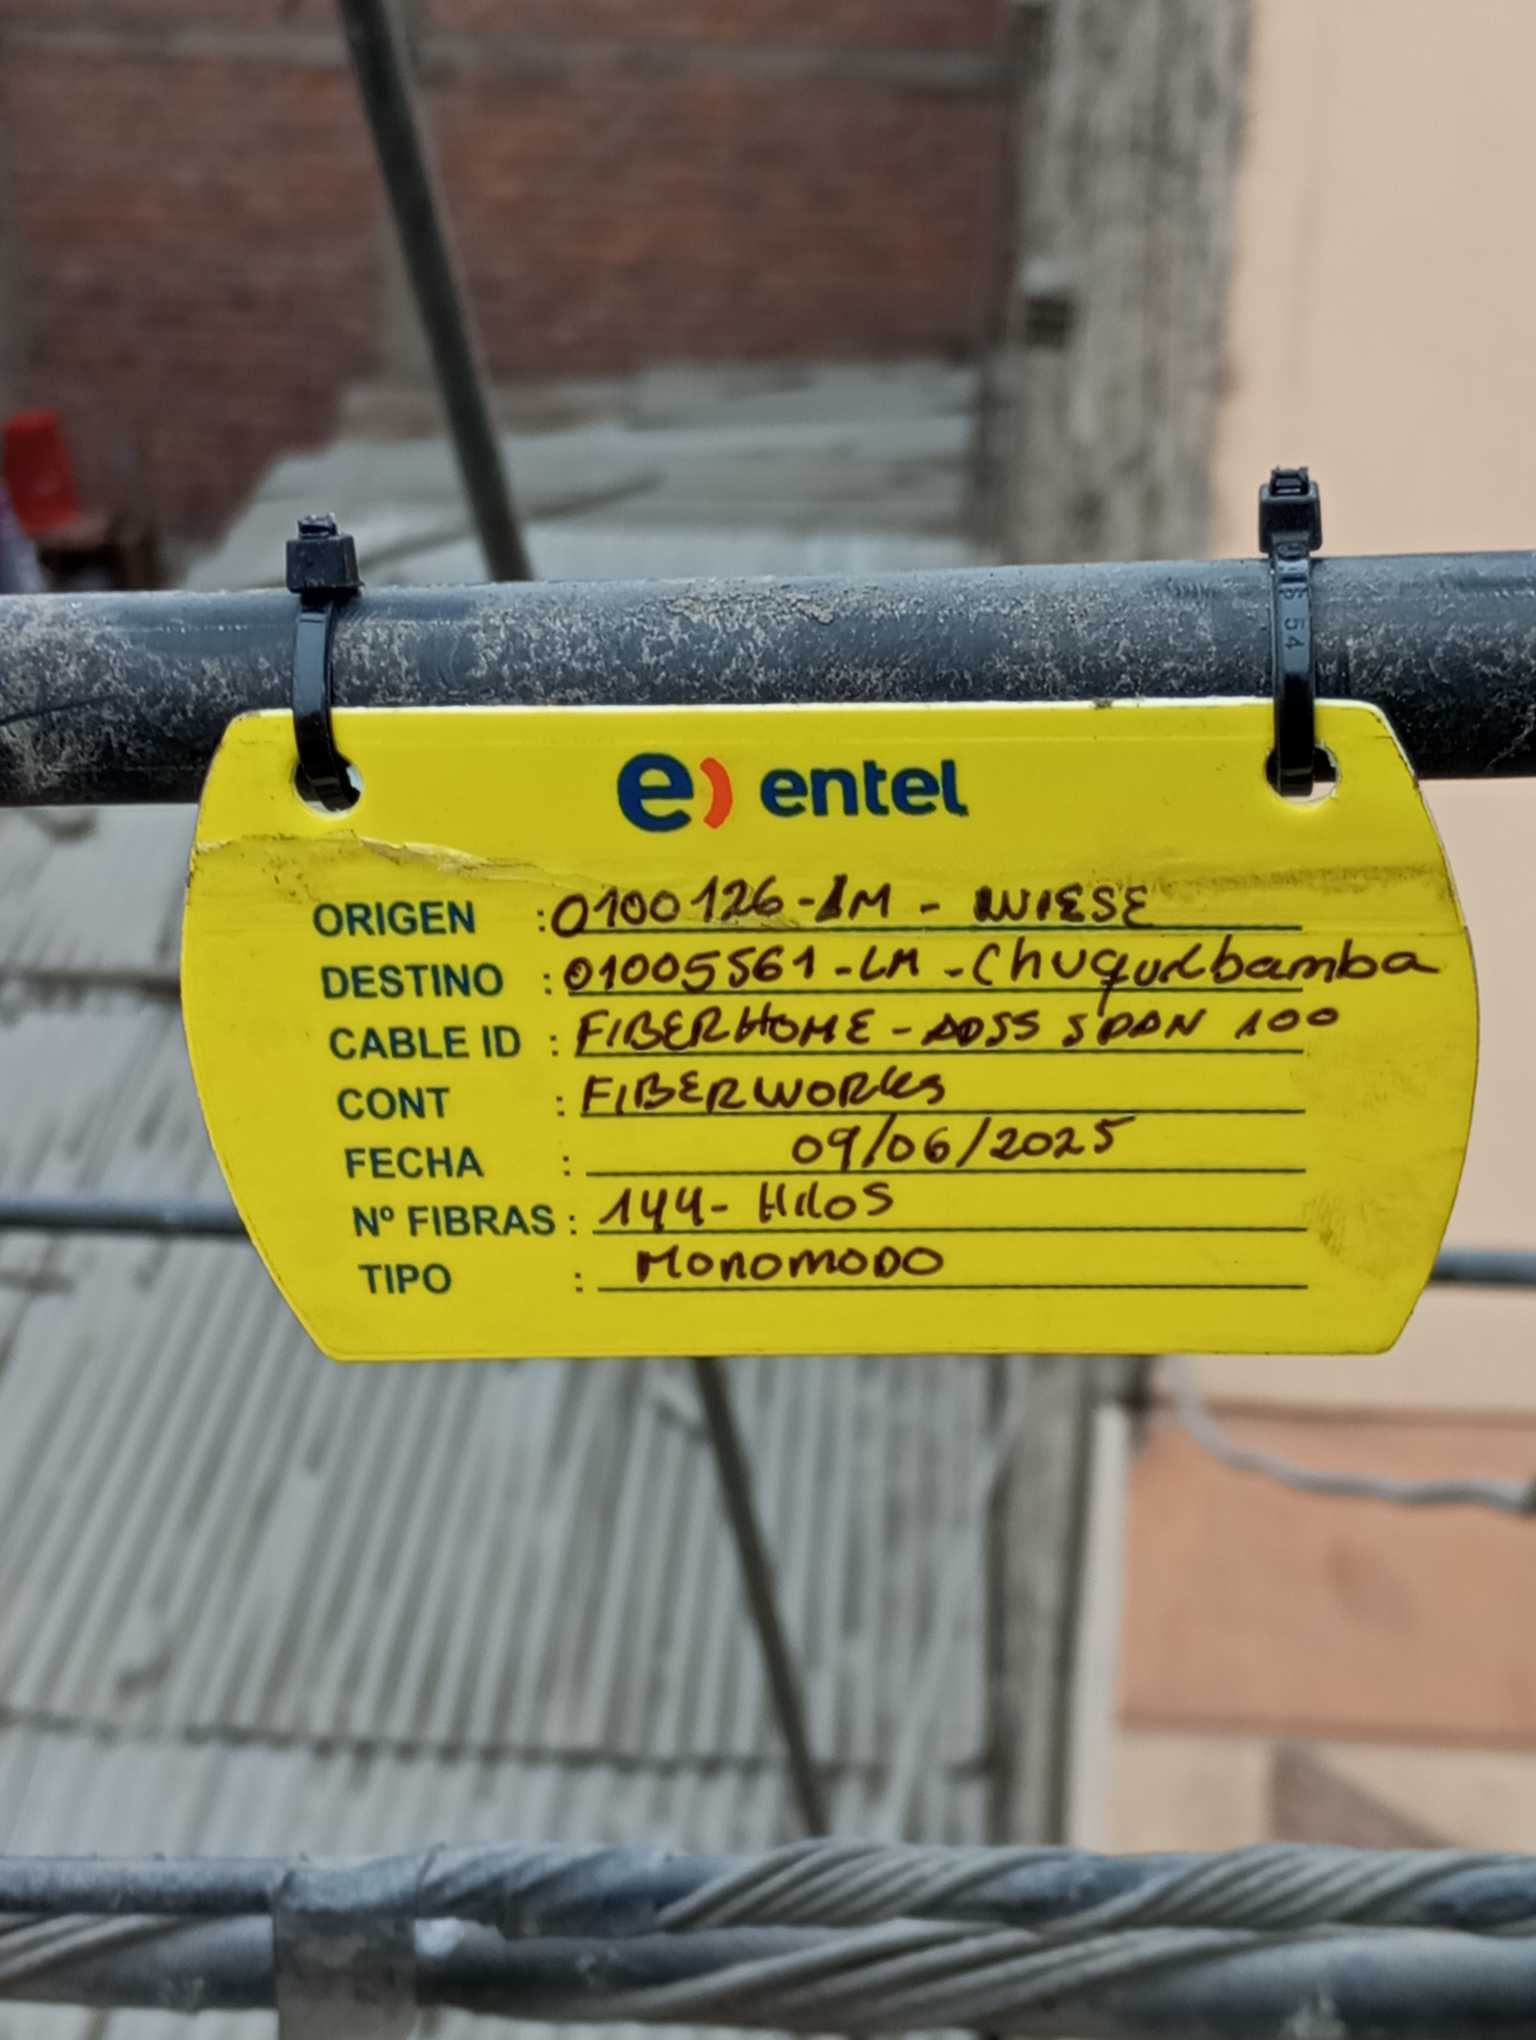 e) entel
ORIGEN : 0100126-LM - WIESE
DESTINO : 01005561-LM - Chuquibamba
CABLE ID : FIBERHOME - ADSS SPAN 100
CONT : FIBERWORKS
FECHA : 09/06/2025
Nº FIBRAS : 144- HilOS
TIPO : MONOMODO
54